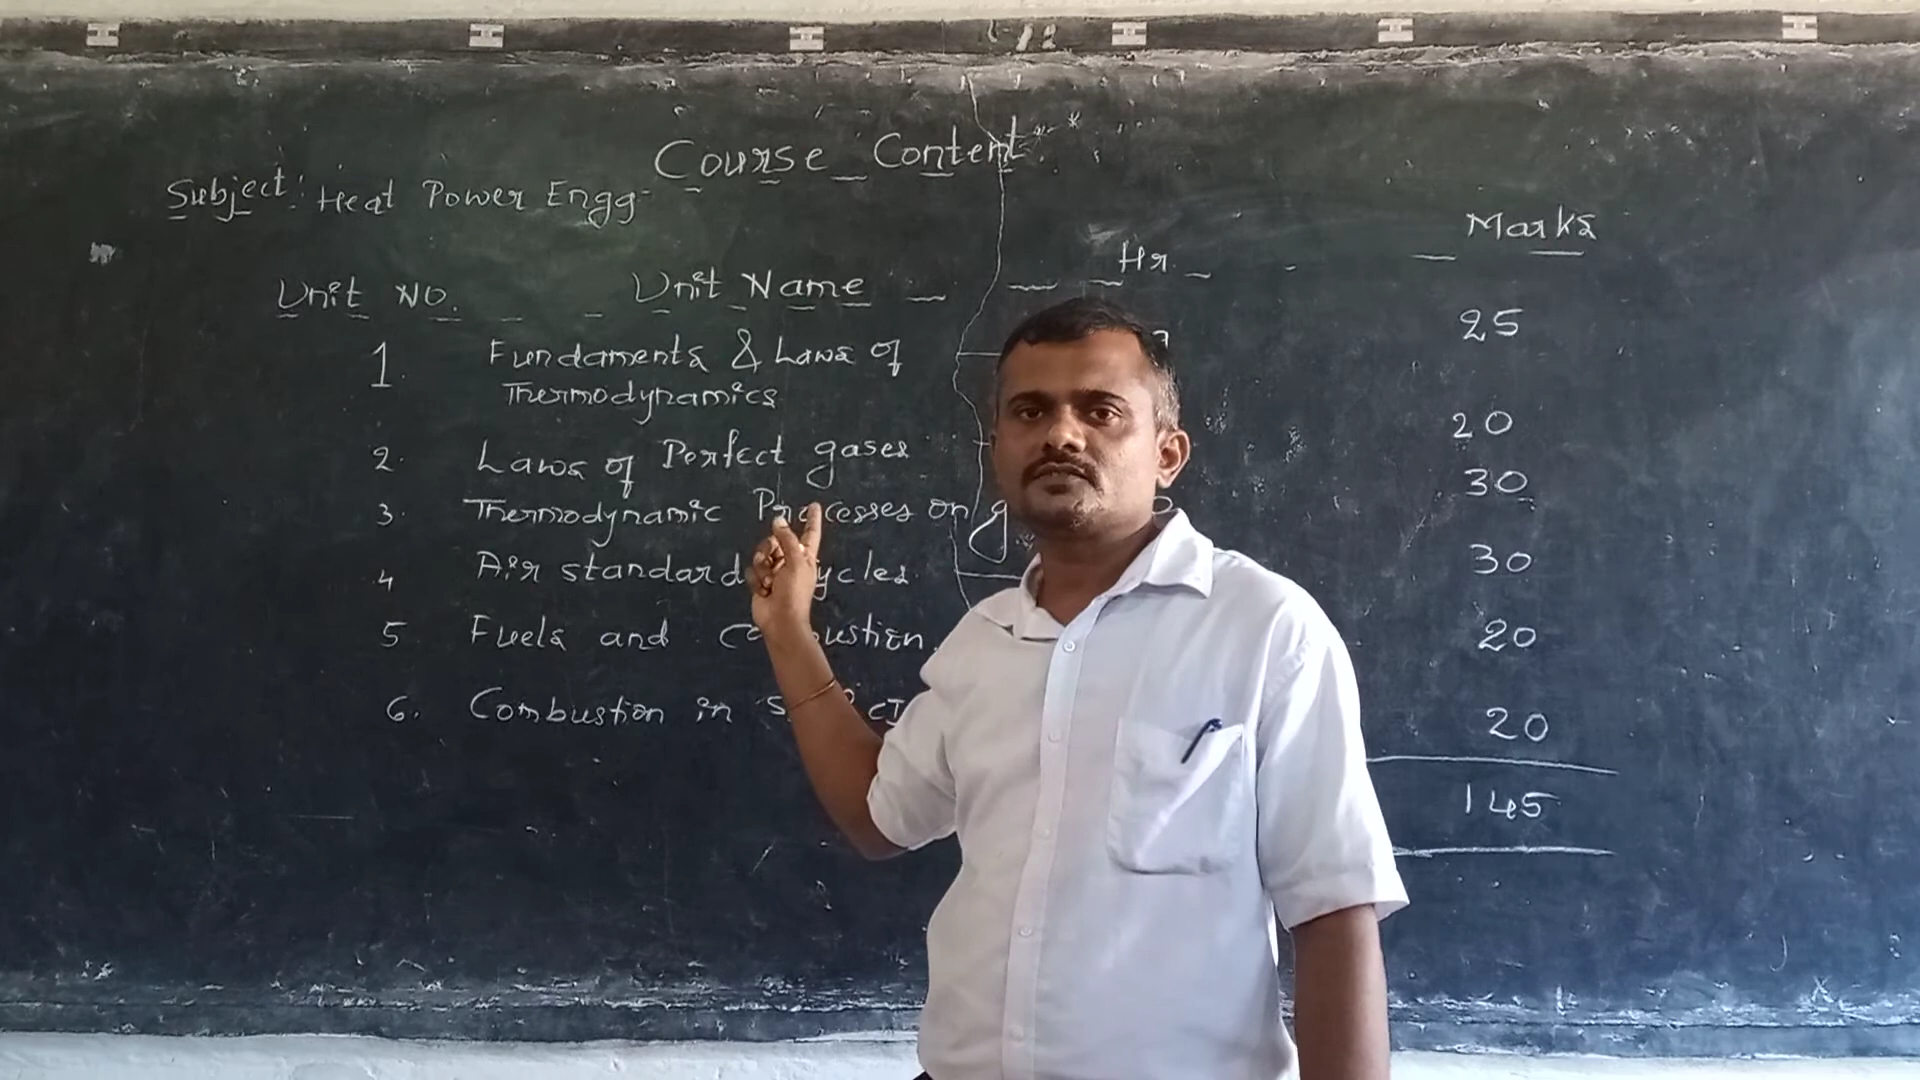 Course Content
Subject: Heat Power Engg
Unit No. Unit Name Hr. Marks
1. Fundaments & Laws of 25
Thermodynamics
2. Laws of Perfect gases 20
3. Thermodynamic Processes on 30
4 Air standard 30
5 Fuels and 20
6. Combustion in 20
145